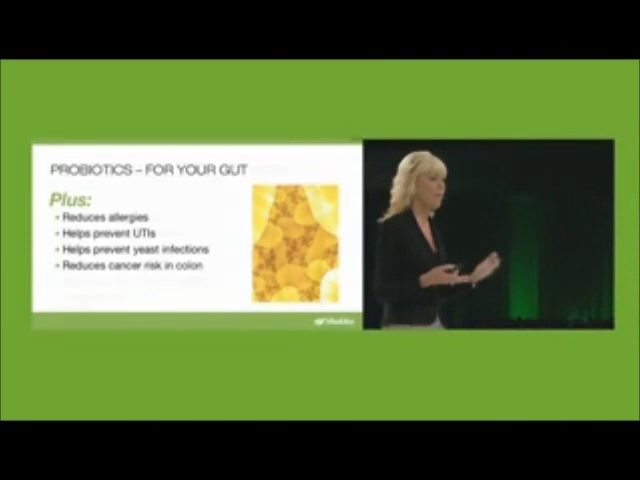 PROBIOTICS – FOR YOUR GUT
Plus:
• Reduces allergies
• Helps prevent UTIs
• Helps prevent yeast infections
• Reduces cancer risk in colon